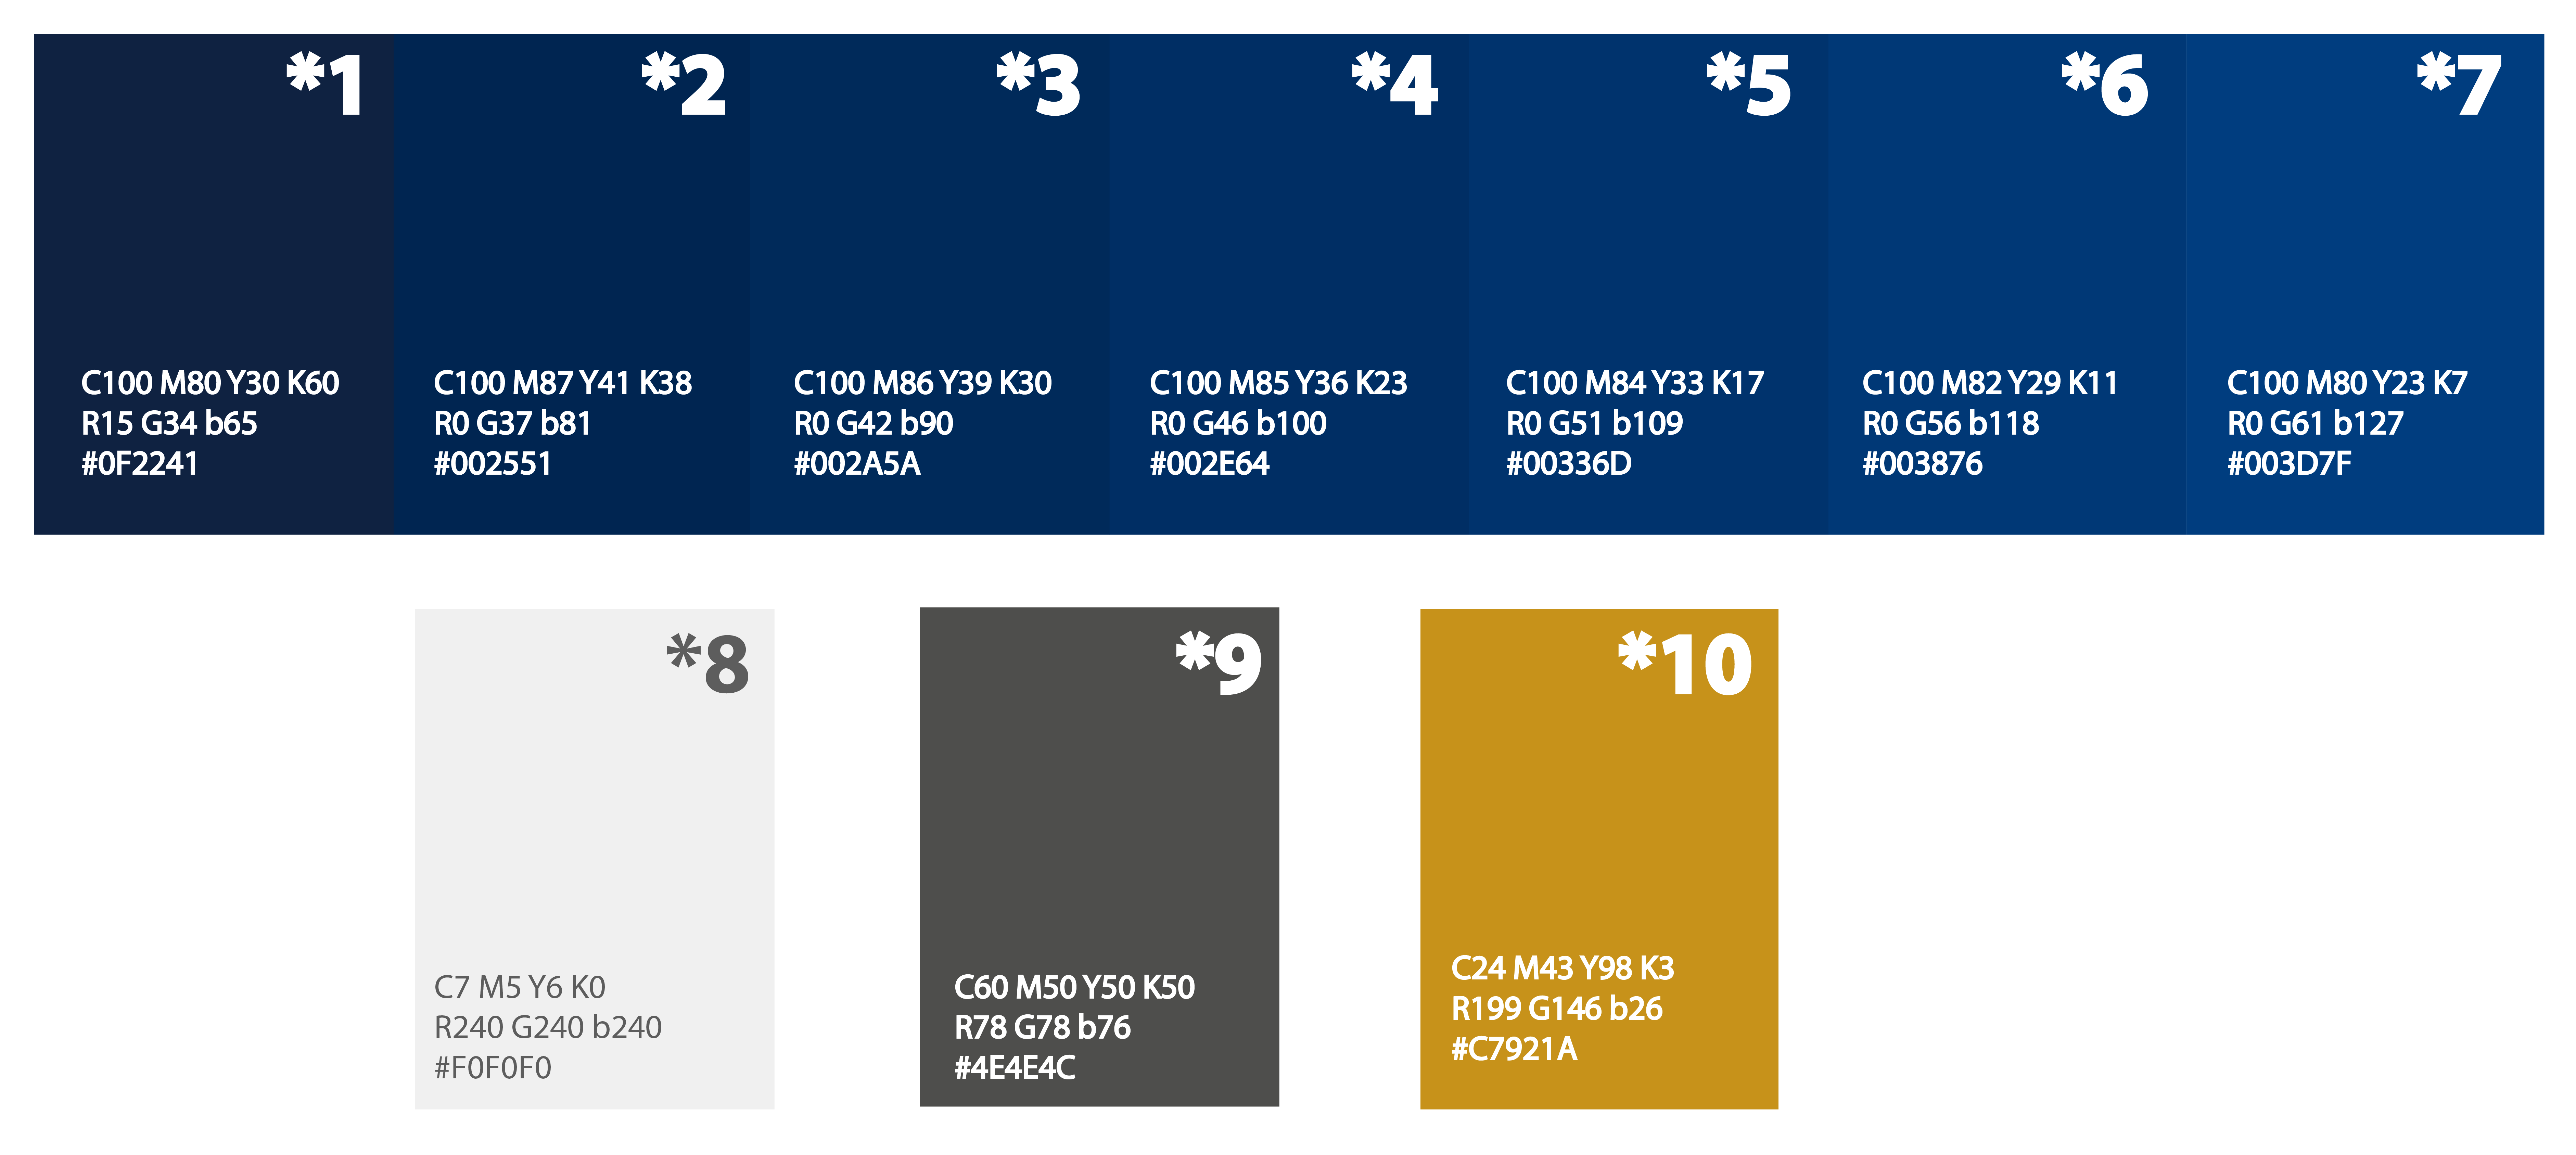 *1
C100 M80 Y30 K60
R15 G34 b65
#0F2241
*2
C100 M87 Y41 K38
R0 G37 b81
#002551
*3
C100 M86 Y39 K30
R0 G42 b90
#002A5A
*4
C100 M85 Y36 K23
R0 G46 b100
#002E64
*5
C100 M84 Y33 K17
R0 G51 b109
#00336D
*6
C100 M82 Y29 K11
R0 G56 b118
#003876
*7
C100 M80 Y23 K7
R0 G61 b127
#003D7F
*8
C7 M5 Y6 K0
R240 G240 b240
#F0F0F0
*9
C60 M50 Y50 K50
R78 G78 b76
#4E4E4C
*10
C24 M43 Y98 K3
R199 G146 b26
#C7921A